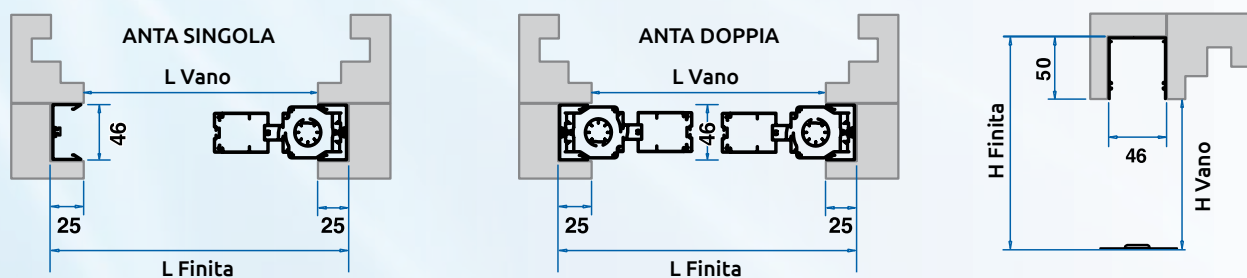 ANTA SINGOLA
L Vano
46
25
25
L Finita
ANTA DOPPIA
L Vano
46
25
25
L Finita
50
H Finita
46
H Vano